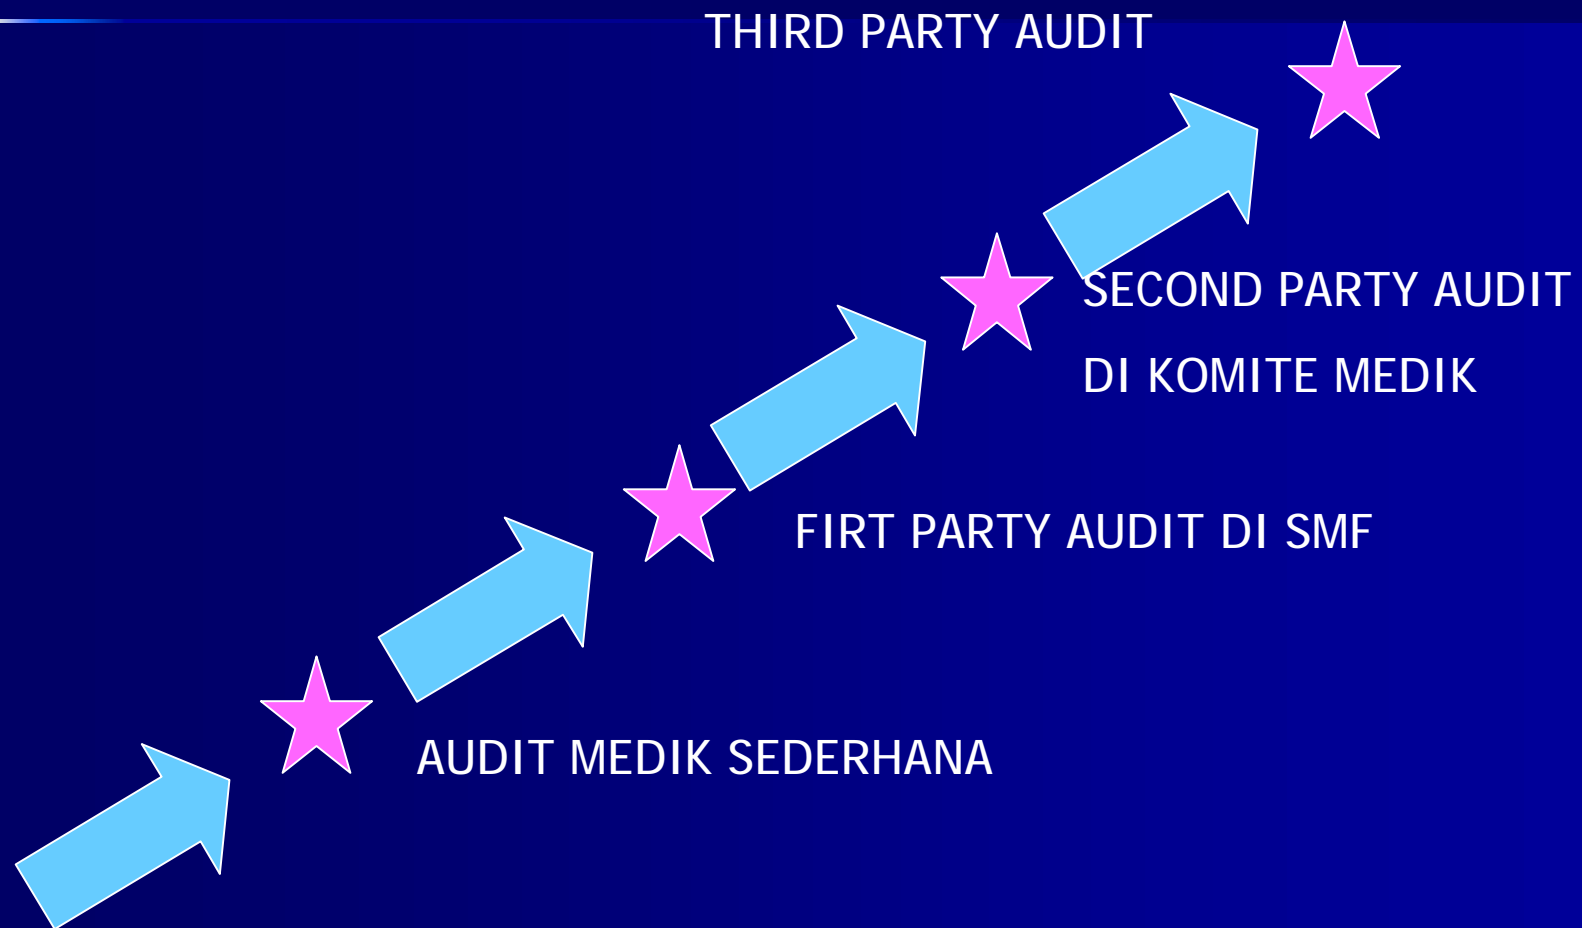 THIRD PARTY AUDIT
SECOND PARTY AUDIT
DI KOMITE MEDIK
FIRT PARTY AUDIT DI SMF
AUDIT MEDIK SEDERHANA